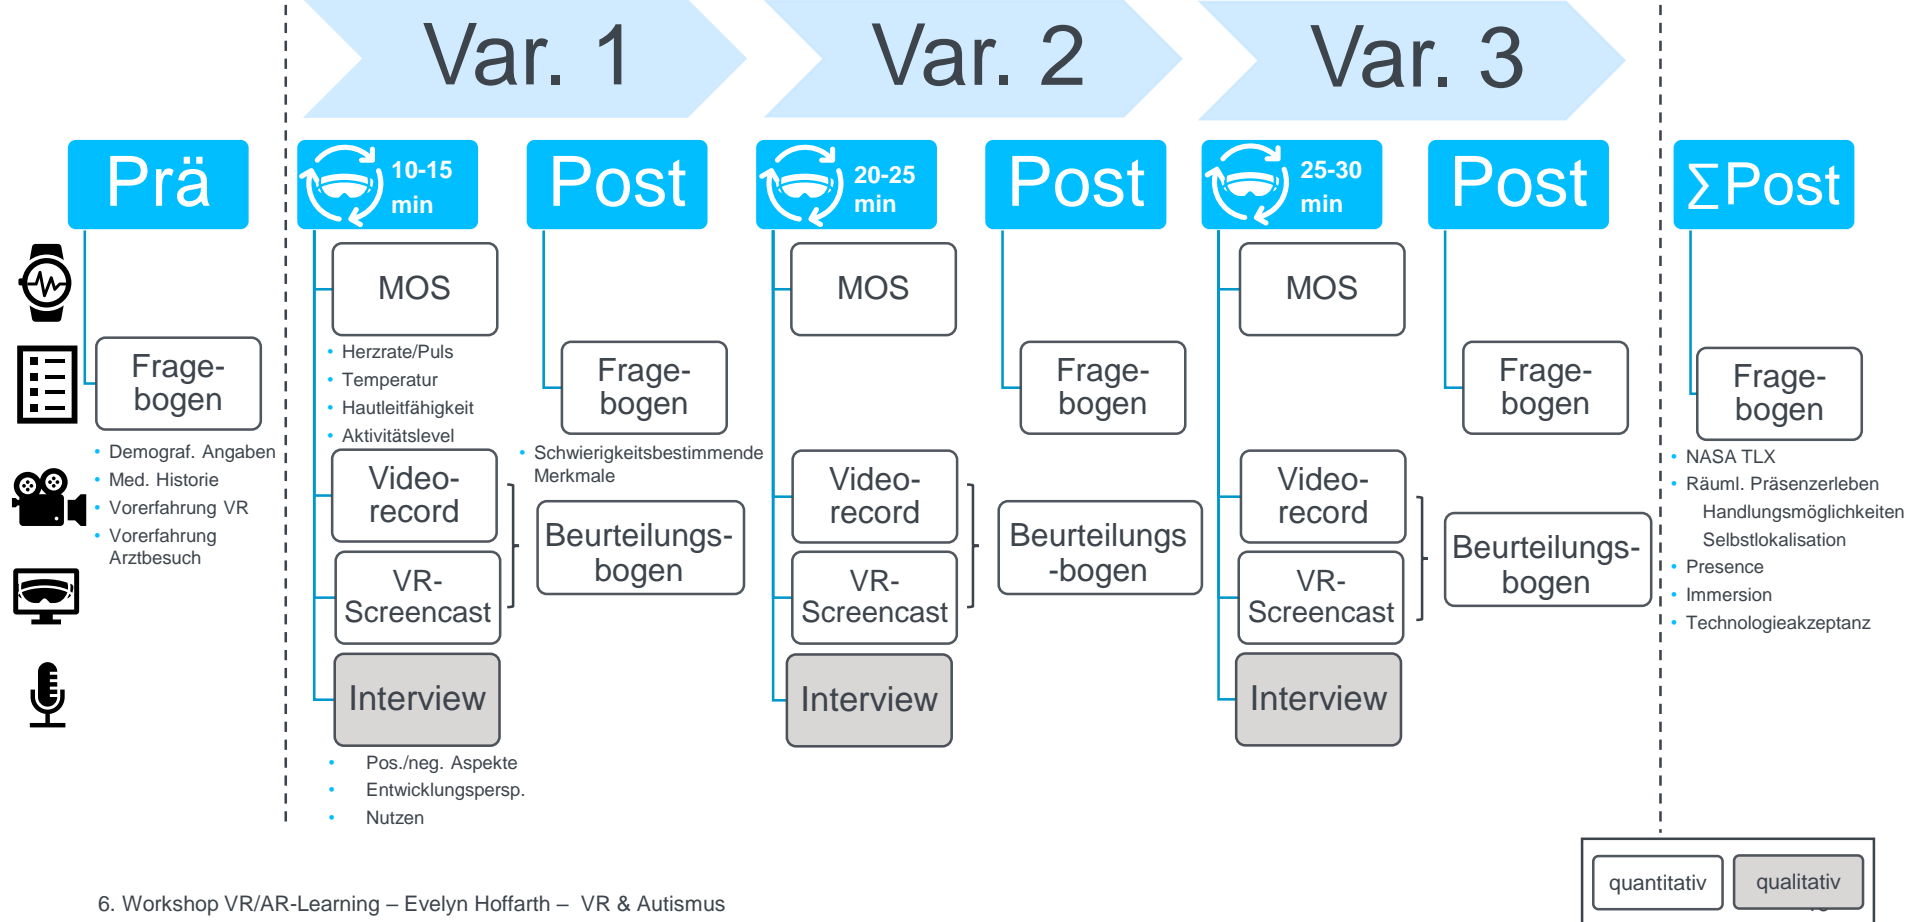 Var. 1
Var. 2
Var. 3
Prä
10-15
min
Post
20-25
min
Post
25-30
min
Post
∑Post
MOS
MOS
MOS
Frage-
bogen
• Demograf. Angaben
• Med. Historie
• Vorerfahrung VR
• Vorerfahrung
Arztbesuch
• Herzrate/Puls
• Temperatur
• Hautleitfähigkeit
• Aktivitätslevel
Video-
record
VR-
Screencast
Interview
• Pos./neg. Aspekte
• Entwicklungspersp.
• Nutzen
Frage-
bogen
• Schwierigkeitsbestimmende
Merkmale
Beurteilungs-
bogen
Video-
record
VR-
Screencast
Interview
Frage-
bogen
Beurteilungs
-bogen
Video-
record
VR-
Screencast
Interview
Frage-
bogen
Beurteilungs-
bogen
Frage-
bogen
• NASA TLX
• Räuml. Präsenzerleben
Handlungsmöglichkeiten
Selbstlokalisation
• Presence
• Immersion
• Technologieakzeptanz
quantitativ
qualitativ
6. Workshop VR/AR-Learning – Evelyn Hoffarth – VR & Autismus